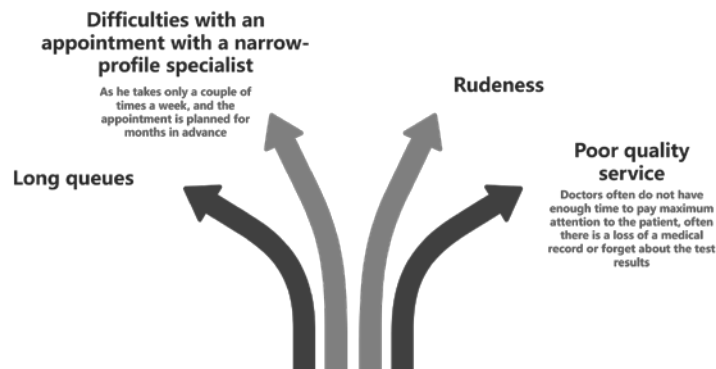 Difficulties with an
appointment with a narrow-
profile specialist
As he takes only a couple of
times a week, and the
appointment is planned for
months in advance
Long queues
Rudeness
Poor quality
service
Doctors often do not have
enough time to pay maximum
attention to the patient, often
there is a loss of a medical
record or forget about the test
results